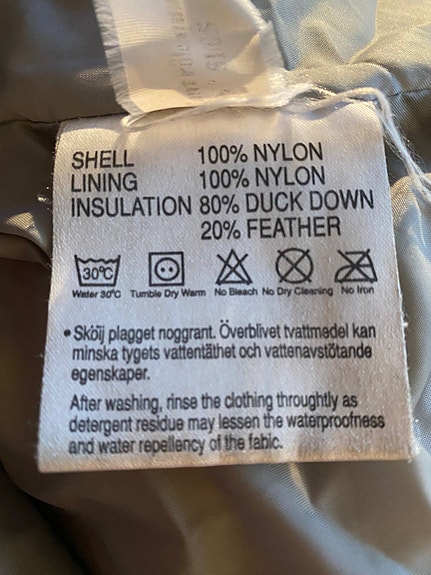 SHELL 100% NYLON
LINING 100% NYLON
INSULATION 80% DUCK DOWN
20% FEATHER
30°C
Water 30°C Tumble Dry Warm No Bleach No Dry Cleaning No Iron
• Skölj plagget noggrant. Överblivet tvattmedel kan
minska tygets vattentäthet och vattenavstötande
egenskaper.
After washing, rinse the clothing throughtly as
detergent residue may lessen the waterproofness
and water repellency of the fabic.